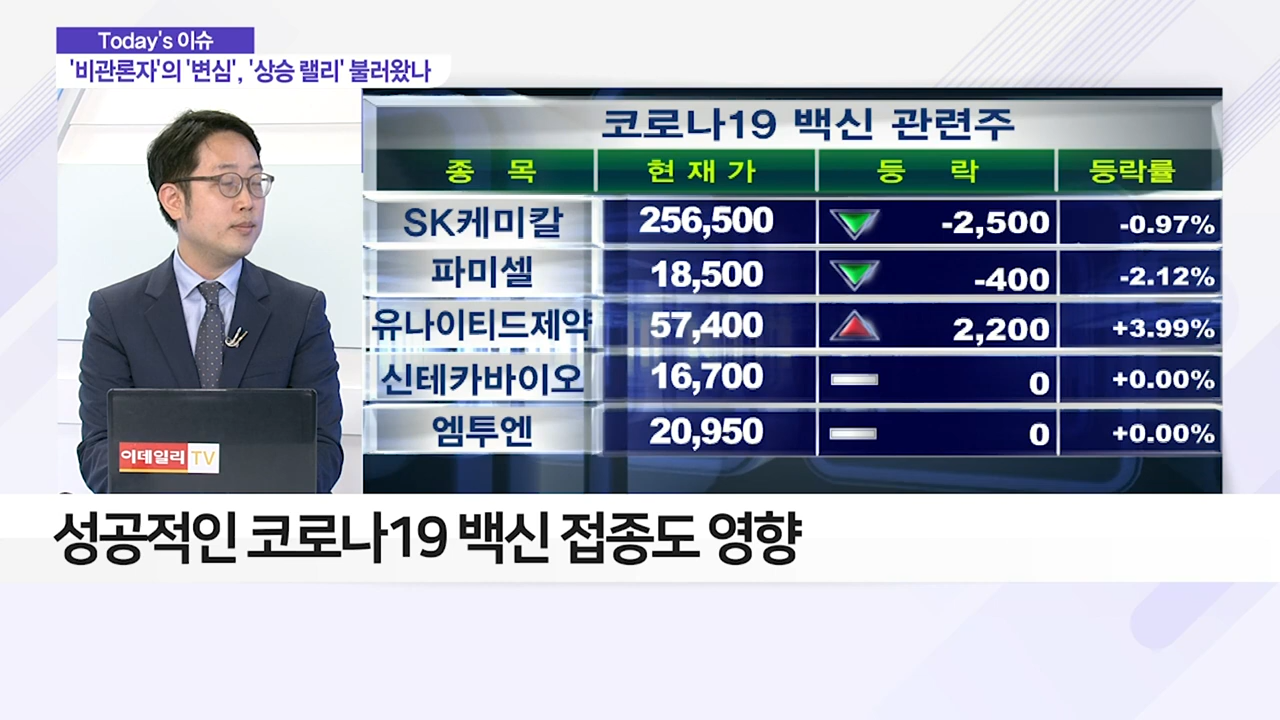 Today's 이슈
'비관론자'의 '변심', '상승 랠리' 불러왔나
코로나19 백신 관련주
종 목 현 재 가 등 락 등락률
SK케미칼 256,500 -2,500 -0.97%
파미셀 18,500 -400 -2.12%
유나이티드제약 57,400 2,200 +3.99%
신테카바이오 16,700 0 +0.00%
엠투엔 20,950 0 +0.00%
이데일리 TV
성공적인 코로나19 백신 접종도 영향